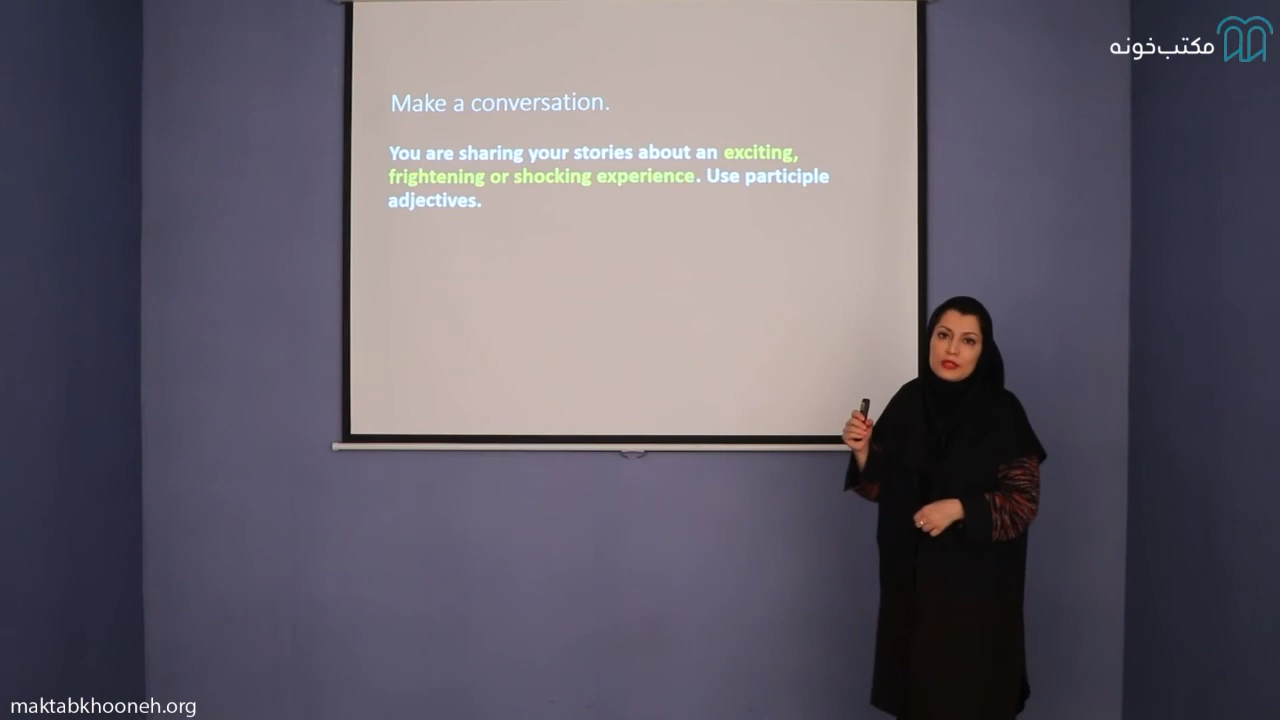 مکتب‌خونه
Make a conversation.
You are sharing your stories about an exciting,
frightening or shocking experience. Use participle
adjectives.
maktabkhooneh.org